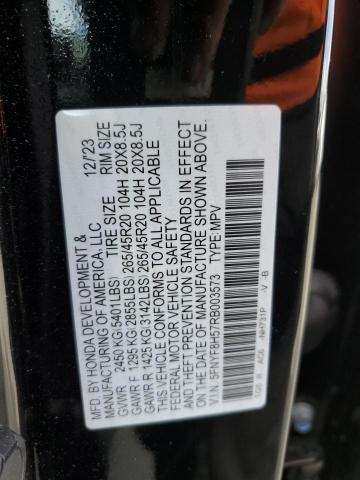 MFD. BY HONDA DEVELOPMENT & 12/23
MANUFACTURING OF AMERICA, LLC. RIM SIZE
GVWR 2450 KG(5401LBS) TIRE SIZE
GAWR F 1295 KG(2855LBS) 265/45R20 104H 20X8.5J
GAWR R 1425 KG(3142LBS) 265/45R20 104H 20X8.5J
THIS VEHICLE CONFORMS TO ALL APPLICABLE
FEDERAL MOTOR VEHICLE SAFETY
AND THEFT PREVENTION STANDARDS IN EFFECT
ON THE DATE OF MANUFACTURE SHOWN ABOVE.
V.I.N. 5FNYF8H57RB003573 TYPE: MPV
TG6 R A06 -NH731P -V -B